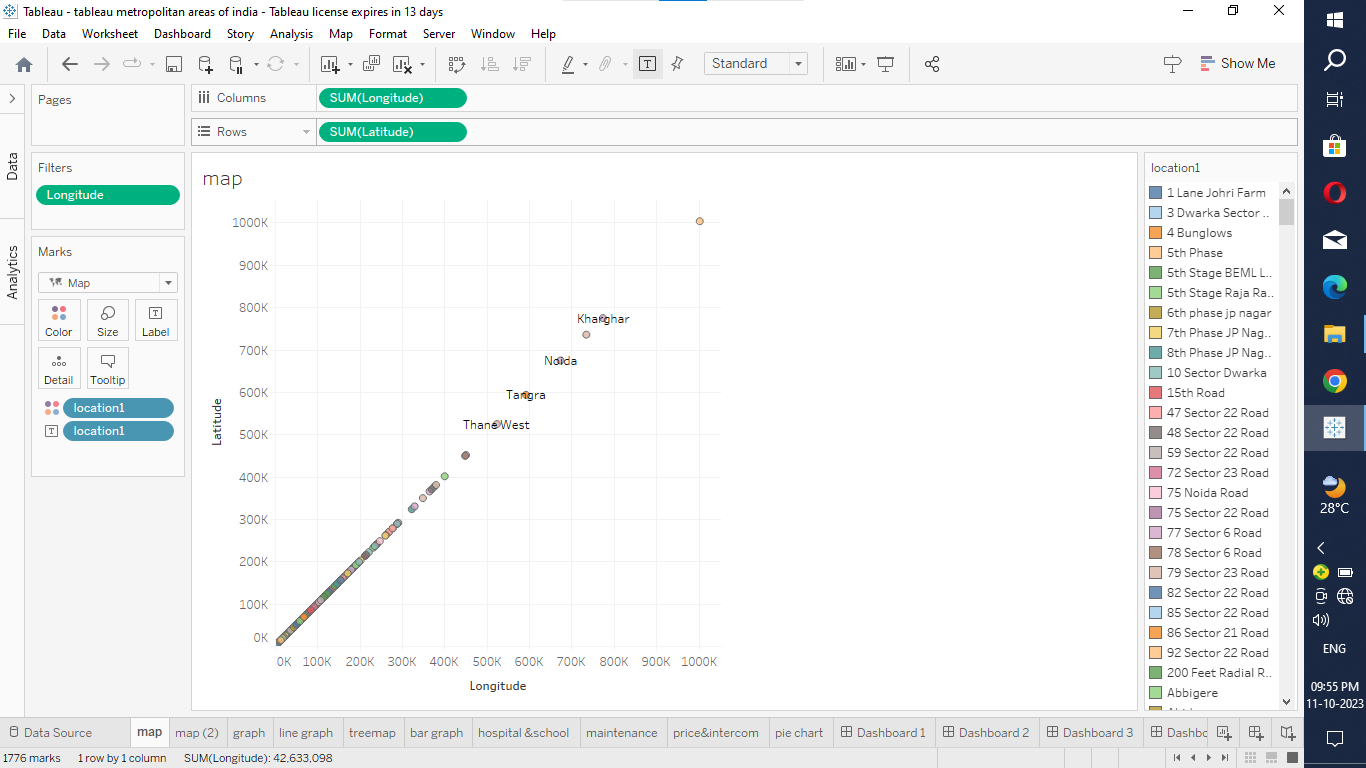 Tableau - tableau metropolitan areas of india - Tableau license expires in 13 days
File Data Worksheet Dashboard Story Analysis Map Format Server Window Help
Standard
Show Me
Pages
Columns
SUM(Longitude)
Rows
SUM(Latitude)
Data
Analytics
Filters
Longitude
Marks
Map
Color
Size
Label
Detail
Tooltip
location1
location1
map
1000K
900K
800K
700K
600K
500K
400K
300K
200K
100K
0K
Latitude
Kharghar
Noida
Tangra
Thane West
0K 100K 200K 300K 400K 500K 600K 700K 800K 900K 1000K
Longitude
location1
1 Lane Johri Farm
3 Dwarka Sector ..
4 Bunglows
5th Phase
5th Stage BEML L..
5th Stage Raja Ra..
6th phase jp nagar
7th Phase JP Nag..
8th Phase JP Nag..
10 Sector Dwarka
15th Road
47 Sector 22 Road
48 Sector 22 Road
59 Sector 22 Road
72 Sector 23 Road
75 Noida Road
75 Sector 22 Road
77 Sector 6 Road
78 Sector 6 Road
79 Sector 23 Road
82 Sector 22 Road
85 Sector 22 Road
86 Sector 21 Road
92 Sector 22 Road
200 Feet Radial R..
Abbigere
Data Source map map (2) graph line graph treemap bar graph hospital &school maintenance price&intercom pie chart Dashboard 1 Dashboard 2 Dashboard 3 Dashbo
1776 marks 1 row by 1 column SUM(Longitude): 42,633,098
28°C
ENG
09:55 PM
11-10-2023